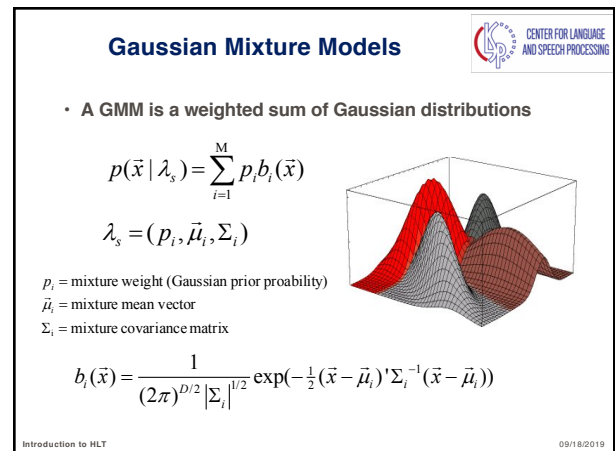 Gaussian Mixture Models
CENTER FOR LANGUAGE
AND SPEECH PROCESSING
• A GMM is a weighted sum of Gaussian distributions
p(x⃗ | λ_s) = ∑_{i=1}^{M} p_i b_i(x⃗)
λ_s = (p_i, μ⃗_i, Σ_i)
p_i = mixture weight (Gaussian prior proability)
μ⃗_i = mixture mean vector
Σ_i = mixture covariance matrix
b_i(x⃗) = 1 / ((2π)^{D/2} |Σ_i|^{1/2}) exp(−½(x⃗ − μ⃗_i)'Σ_i^{−1}(x⃗ − μ⃗_i))
Introduction to HLT
09/18/2019